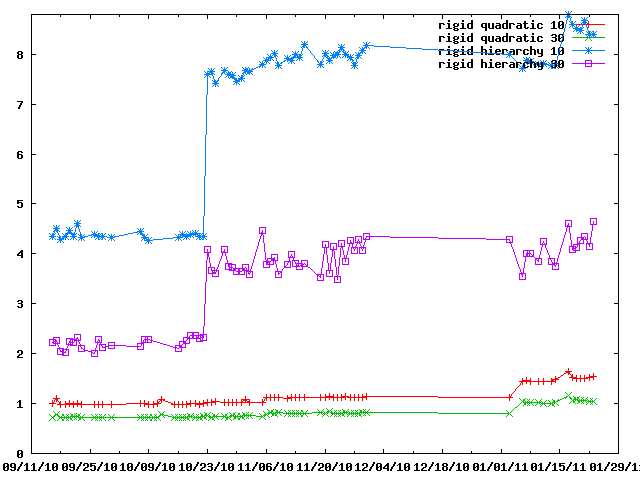 rigid quadratic 10
rigid quadratic 30
rigid hierarchy 10
rigid hierarchy 30
8
7
6
5
4
3
2
1
0
09/11/10 09/25/10 10/09/10 10/23/10 11/06/10 11/20/10 12/04/10 12/18/10 01/01/11 01/15/11 01/29/11